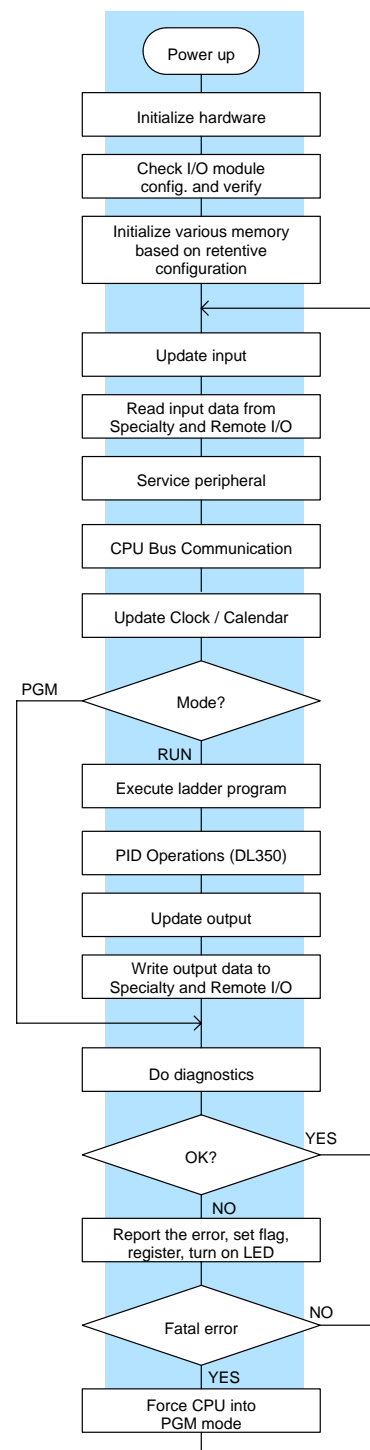 Power up
Initialize hardware
Check I/O module
config. and verify
Initialize various memory
based on retentive
configuration
Update input
Read input data from
Specialty and Remote I/O
Service peripheral
CPU Bus Communication
Update Clock / Calendar
PGM
Mode?
RUN
Execute ladder program
PID Operations (DL350)
Update output
Write output data to
Specialty and Remote I/O
Do diagnostics
OK?
YES
NO
Report the error, set flag,
register, turn on LED
Fatal error
NO
YES
Force CPU into
PGM mode